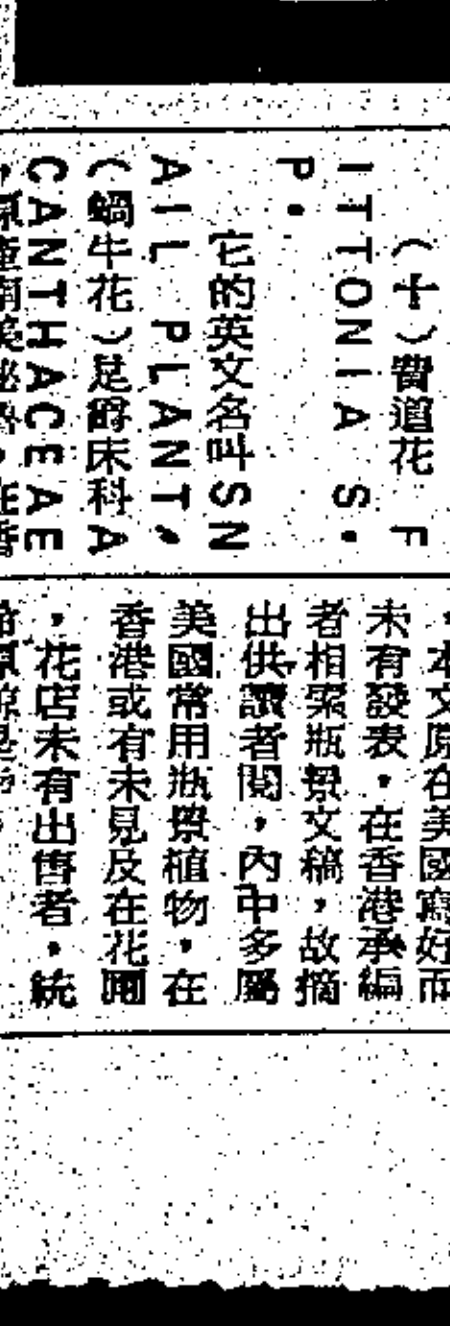 （十）費道花　F
ITTONIA S.
P.
它的英文名叫SN
AIL PLANT,
（蝸牛花）是爵床科A
CANTHACEAE
，本文原在美國寫好而
未有發表，在香港承編
者相索瓶景文稿，故摘
出供讀者閱，內中多屬
美國常用瓶景植物，在
香港或有未見及在花圃
，花店未有出售者，統